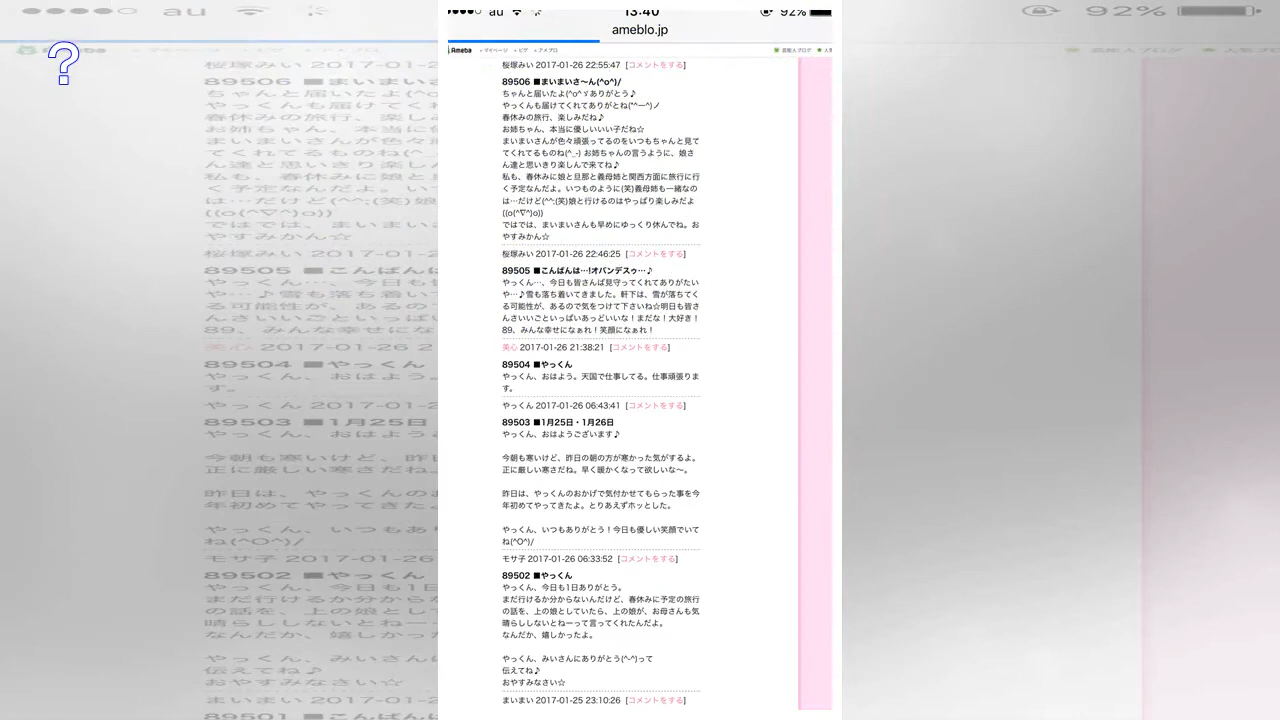 ?
au 13:40 92%
ameblo.jp
Ameba マイページ ピグ アメブロ 芸能人ブログ 人気
桜塚みい 2017-01-26 22:55:47 [コメントをする]
89506 ■まいまいさ～ん(^o^)/
ちゃんと届いたよ(^o^ゞありがとう♪
やっくんも届けてくれてありがとね(*^ー^)ノ
春休みの旅行、楽しみだね♪
お姉ちゃん、本当に優しいいい子だね☆
まいまいさんが色々頑張ってるのをいつもちゃんと見て
てくれてるものね(^_-) お姉ちゃんの言うように、娘さ
ん達と思いきり楽しんで来てね♪
私も、春休みに娘と旦那と義母姉と関西方面に旅行に行
く予定なんだよ。いつものように(笑)義母姉も一緒なの
は…だけど(^^;(笑)娘と行けるのはやっぱり楽しみだよ
((o(^∇^)o))
ではでは、まいまいさんも早めにゆっくり休んでね。お
やすみかん☆
桜塚みい 2017-01-26 22:46:25 [コメントをする]
89505 ■こんばんは…!オバンデスゥ…♪
やっくん…、今日も皆さんば見守ってくれてありがたい
や…♪雪も落ち着いてきました。軒下は、雪が落ちてく
る可能性が、あるので気をつけて下さいね☆明日も皆さ
んさいいごといっぱいあっどいいな！まだな！大好き！
89、みんな幸せになぁれ！笑顔になぁれ！
美心 2017-01-26 21:38:21 [コメントをする]
89504 ■やっくん
やっくん、おはよう。天国で仕事してる。仕事頑張りま
す。
やっくん 2017-01-26 06:43:41 [コメントをする]
89503 ■1月25日・1月26日
やっくん、おはようございます♪
今朝も寒いけど、昨日の朝の方が寒かった気がするよ。
正に厳しい寒さだね。早く暖かくなって欲しいな～。
昨日は、やっくんのおかげで気付かせてもらった事を今
年初めてやってきたよ。とりあえずホッとした。
やっくん、いつもありがとう！今日も優しい笑顔でいて
ね(^O^)/
モサ子 2017-01-26 06:33:52 [コメントをする]
89502 ■やっくん
やっくん、今日も1日ありがとう。
まだ行けるか分からないんだけど、春休みに予定の旅行
の話を、上の娘としていたら、上の娘が、お母さんも気
晴らししないとねーって言ってくれたんだよ。
なんだか、嬉しかったよ。
やっくん、みいさんにありがとう(^-^)って
伝えてね♪
おやすみなさい☆
まいまい 2017-01-25 23:10:26 [コメントをする]